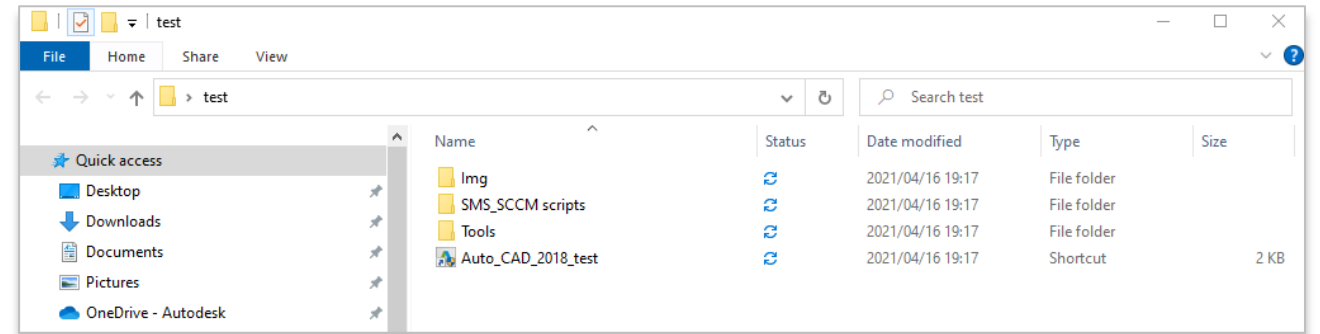 test
File Home Share View
test Search test
Name Status Date modified Type Size
Quick access
Img 2021/04/16 19:17 File folder
Desktop
SMS_SCCM scripts 2021/04/16 19:17 File folder
Downloads
Tools 2021/04/16 19:17 File folder
Documents
Auto_CAD_2018_test 2021/04/16 19:17 Shortcut 2 KB
Pictures
OneDrive - Autodesk